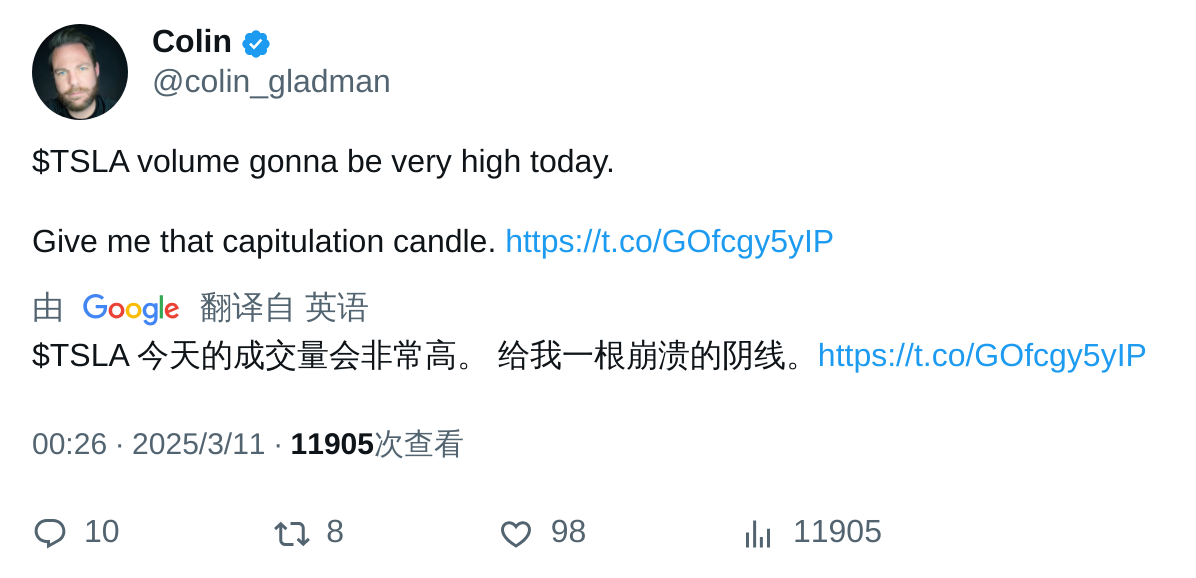 Colin
@colin_gladman
$TSLA volume gonna be very high today.
Give me that capitulation candle. https://t.co/GOfcgy5yIP
由 Google 翻译自 英语
$TSLA 今天的成交量会非常高。 给我一根崩溃的阴线。https://t.co/GOfcgy5yIP
00:26 · 2025/3/11 · 11905次查看
10 8 98 11905